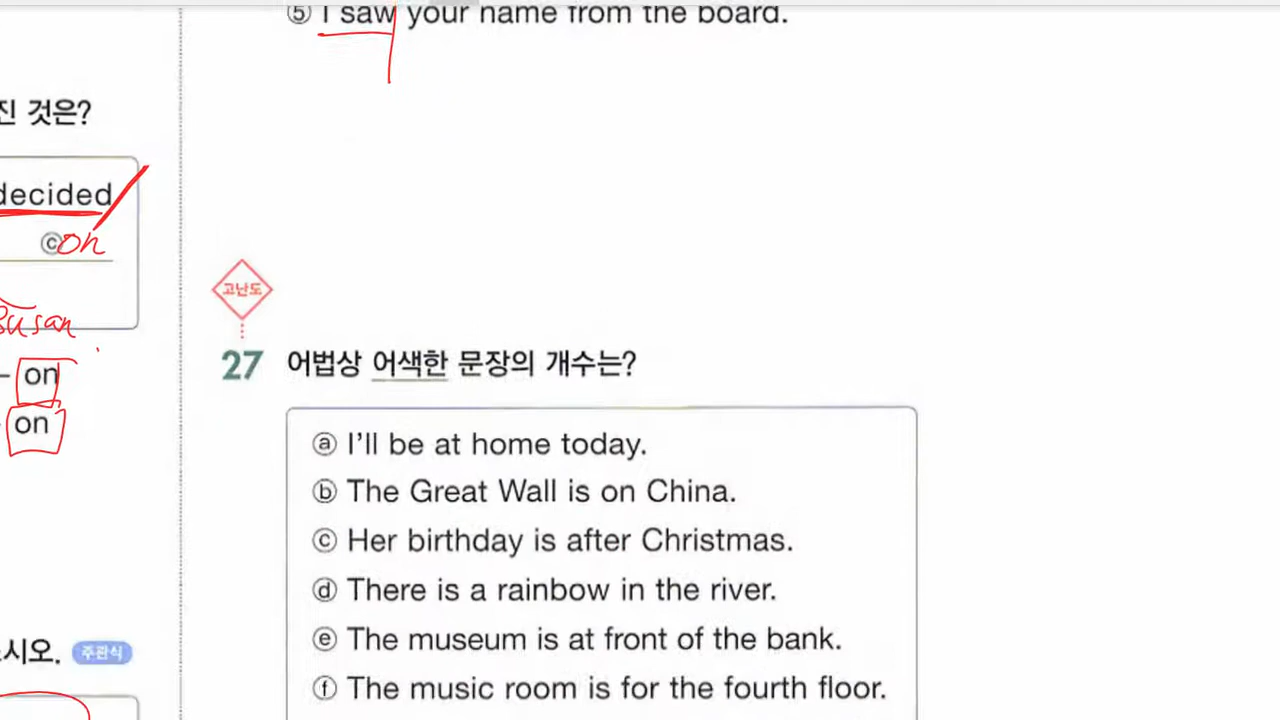 ⑤ I saw your name from the board.
진 것은?
decided
ⓒ on
Busan
– on
on
시오. 주관식
고난도
27 어법상 어색한 문장의 개수는?
ⓐ I'll be at home today.
ⓑ The Great Wall is on China.
ⓒ Her birthday is after Christmas.
ⓓ There is a rainbow in the river.
ⓔ The museum is at front of the bank.
ⓕ The music room is for the fourth floor.